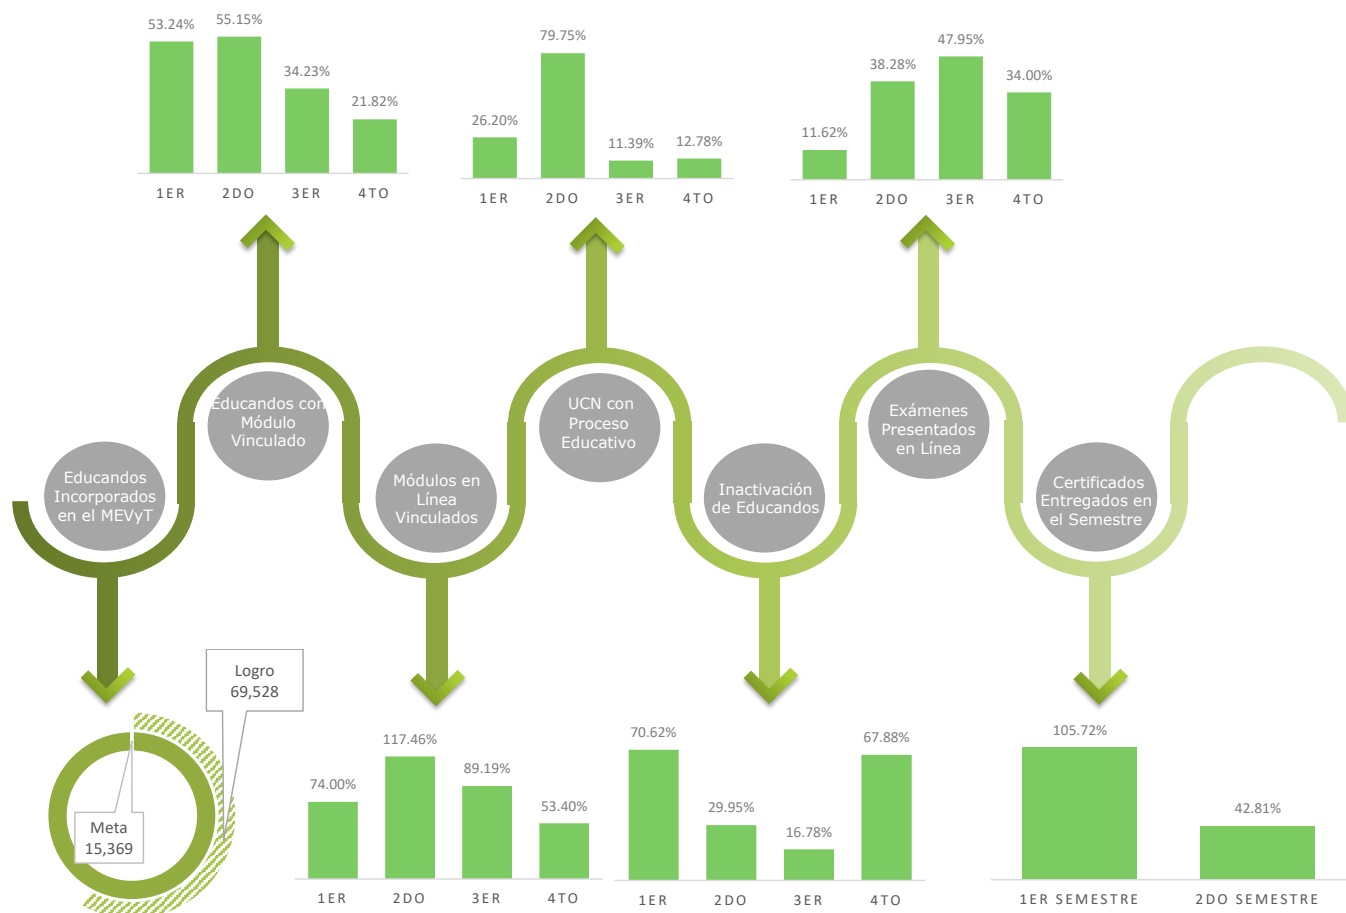 53.24%
55.15%
34.23%
21.82%
1ER
2DO
3ER
4TO
26.20%
79.75%
11.39%
12.78%
1ER
2DO
3ER
4TO
11.62%
38.28%
47.95%
34.00%
1ER
2DO
3ER
4TO
Educandos
Incorporados
en el MEVyT
Educandos con
Módulo
Vinculado
Módulos en
Línea
Vinculados
UCN con
Proceso
Educativo
Inactivación
de Educandos
Exámenes
Presentados
en Línea
Certificados
Entregados en
el Semestre
Logro
69,528
Meta
15,369
74.00%
117.46%
89.19%
53.40%
1ER
2DO
3ER
4TO
70.62%
29.95%
16.78%
67.88%
1ER
2DO
3ER
4TO
105.72%
42.81%
1ER SEMESTRE
2DO SEMESTRE